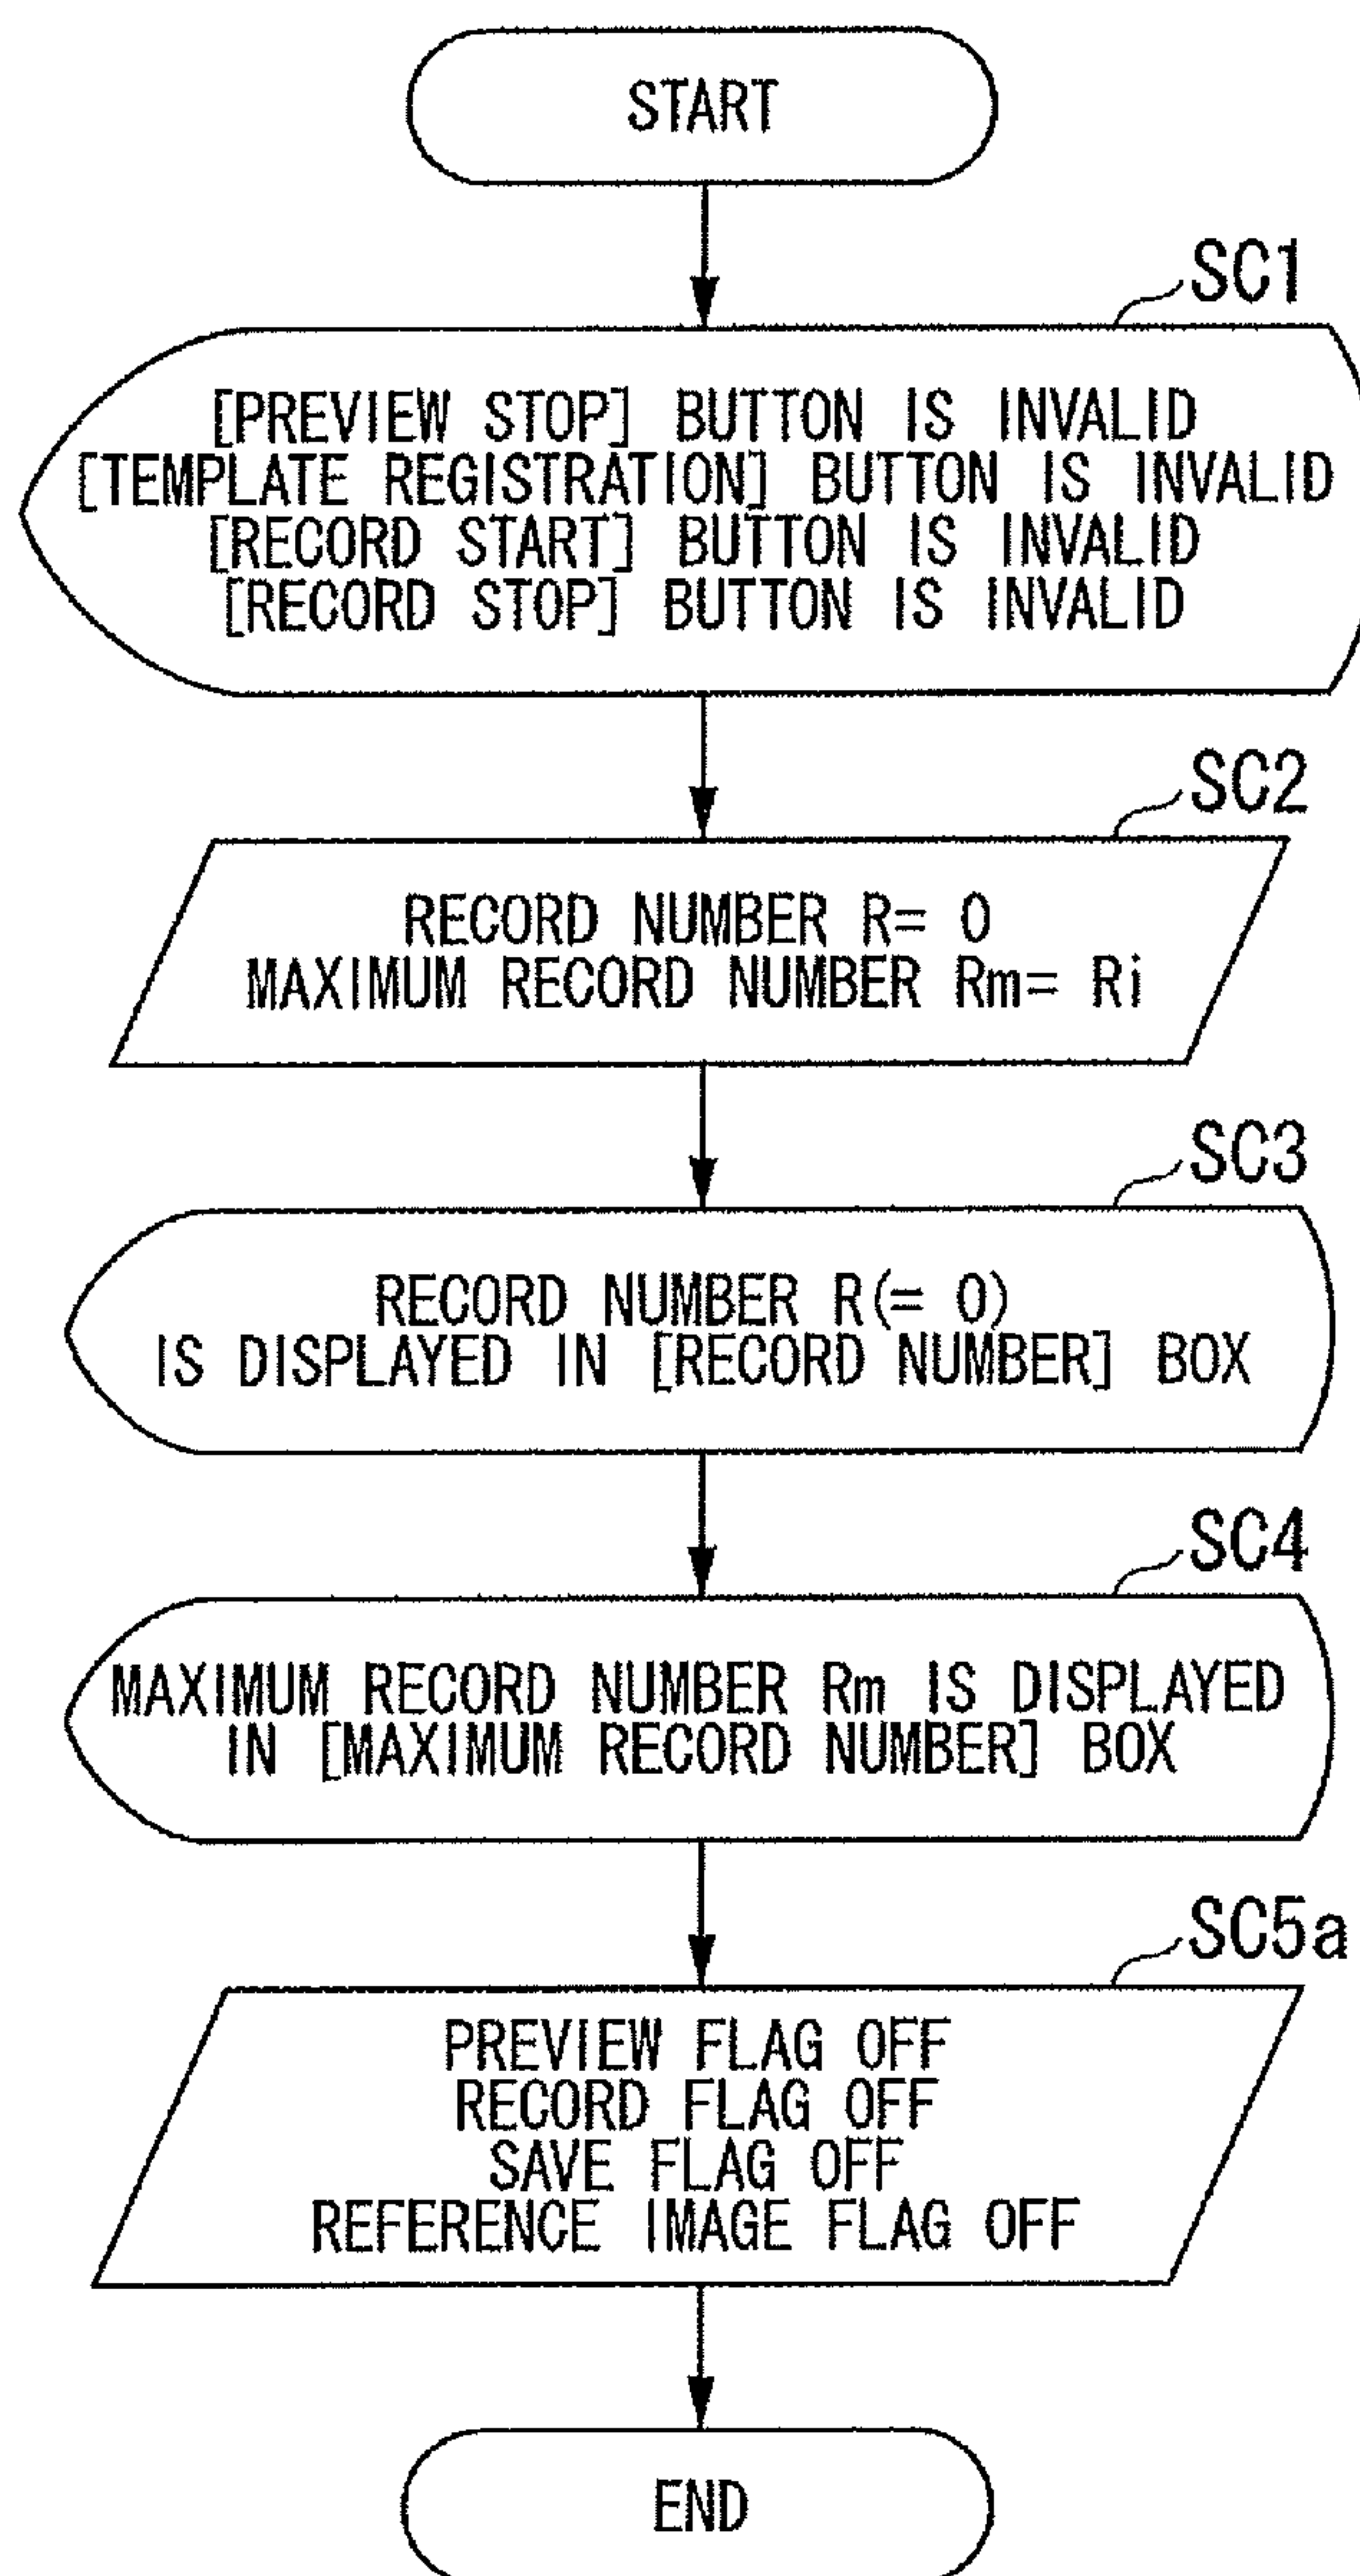 START
SC1
[PREVIEW STOP] BUTTON IS INVALID
[TEMPLATE REGISTRATION] BUTTON IS INVALID
[RECORD START] BUTTON IS INVALID
[RECORD STOP] BUTTON IS INVALID
SC2
RECORD NUMBER R= 0
MAXIMUM RECORD NUMBER Rm= Ri
SC3
RECORD NUMBER R(= 0)
IS DISPLAYED IN [RECORD NUMBER] BOX
SC4
MAXIMUM RECORD NUMBER Rm IS DISPLAYED
IN [MAXIMUM RECORD NUMBER] BOX
SC5a
PREVIEW FLAG OFF
RECORD FLAG OFF
SAVE FLAG OFF
REFERENCE IMAGE FLAG OFF
END